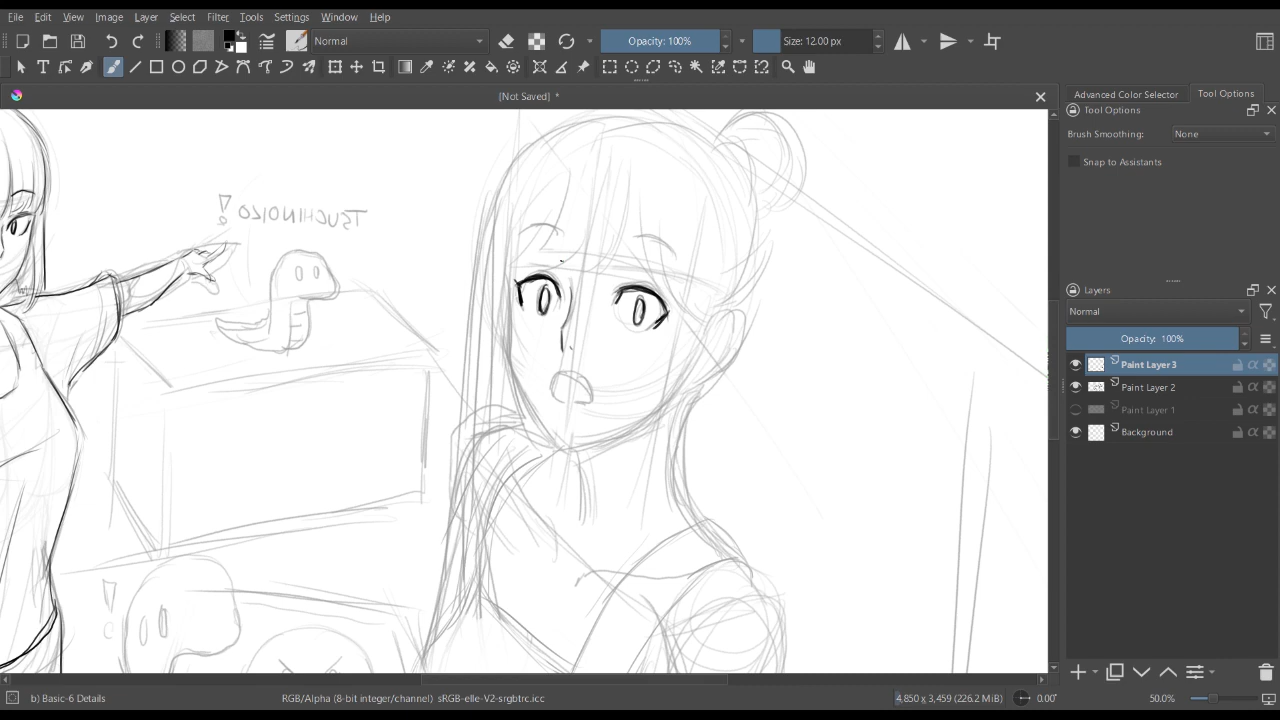 File Edit View Image Layer Select Filter Tools Settings Window Help
Normal Opacity: 100% Size: 12.00 px
[Not Saved] *
Advanced Color Selector Tool Options
Tool Options
Brush Smoothing: None
Snap to Assistants
TSUCHINOIZO
!
!
Layers
Normal
Opacity: 100%
Paint Layer 3
Paint Layer 2
Paint Layer 1
Background
b) Basic-6 Details RGB/Alpha (8-bit integer/channel) sRGB-elle-V2-srgbtrc.icc 4,850 x 3,459 (226.2 MiB) 0.00° 50.0%